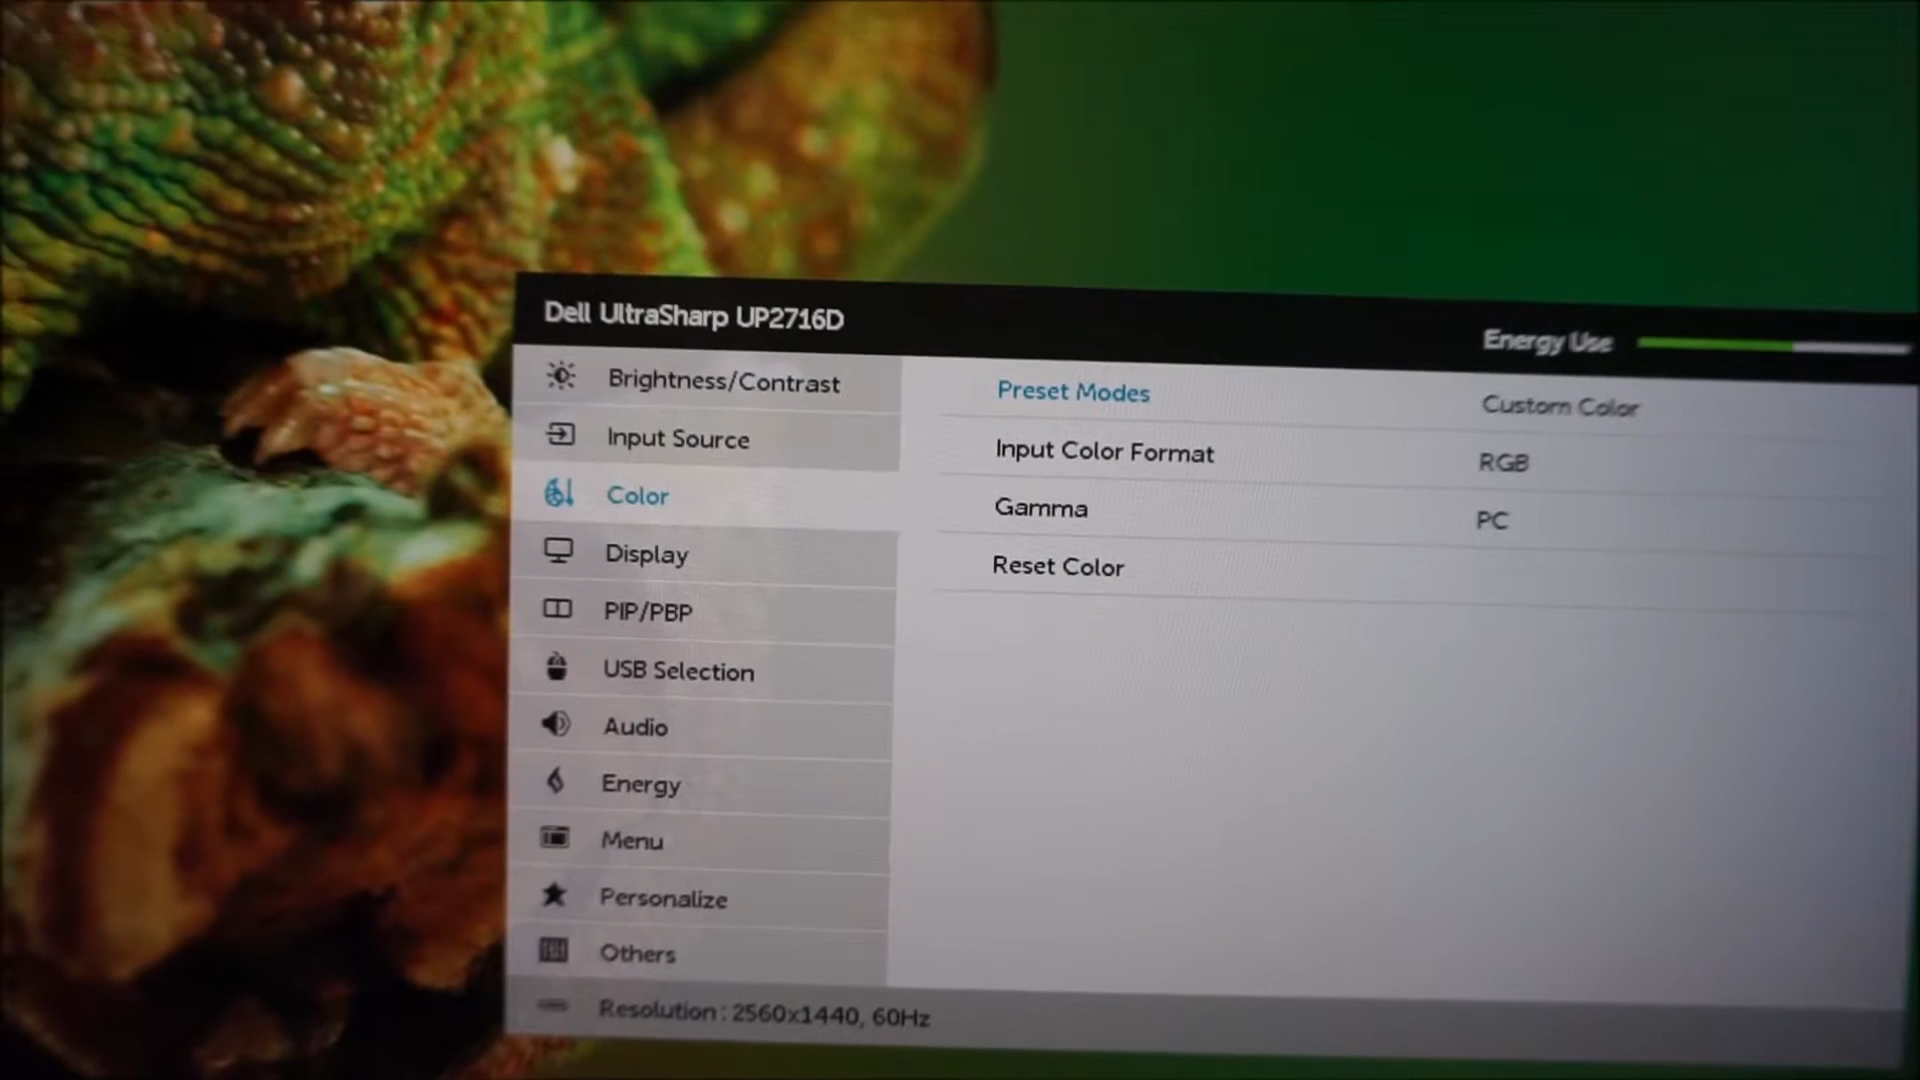 Dell UltraSharp UP2716D
Energy Use
Brightness/Contrast
Input Source
Color
Display
PIP/PBP
USB Selection
Audio
Energy
Menu
Personalize
Others
Preset Modes Custom Color
Input Color Format RGB
Gamma PC
Reset Color
Resolution : 2560x1440, 60Hz